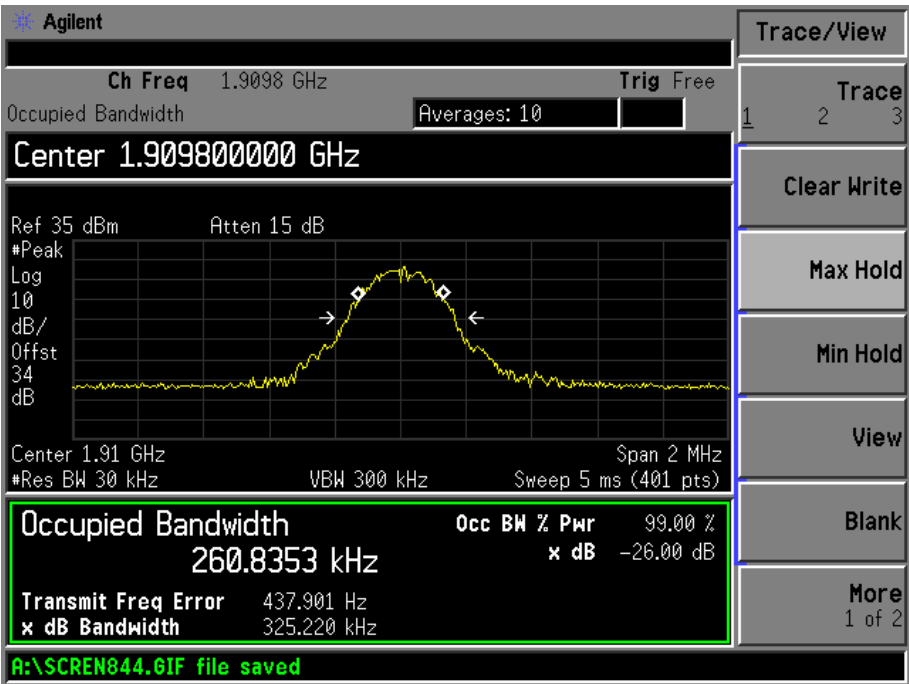 Agilent
Trace/View
Ch Freq 1.9098 GHz Trig Free
Occupied Bandwidth Averages: 10
Center 1.909800000 GHz
Ref 35 dBm Atten 15 dB
#Peak
Log
10
dB/
Offst
34
dB
Center 1.91 GHz Span 2 MHz
#Res BW 30 kHz VBW 300 kHz Sweep 5 ms (401 pts)
Occupied Bandwidth
260.8353 kHz
Occ BW % Pwr 99.00 %
x dB -26.00 dB
Transmit Freq Error 437.901 Hz
x dB Bandwidth 325.220 kHz
A:\SCREN844.GIF file saved
Trace
1 2 3
Clear Write
Max Hold
Min Hold
View
Blank
More
1 of 2